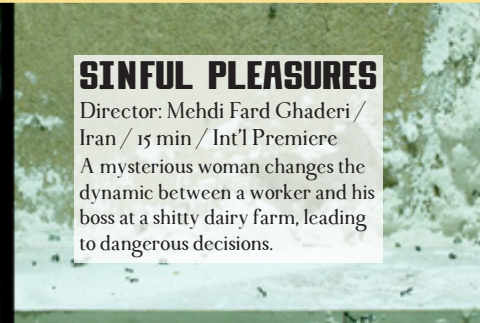 SINFUL PLEASURES
Director: Mehdi Fard Ghaderi /
Iran / 15 min / Int'l Premiere
A mysterious woman changes the
dynamic between a worker and his
boss at a shitty dairy farm, leading
to dangerous decisions.